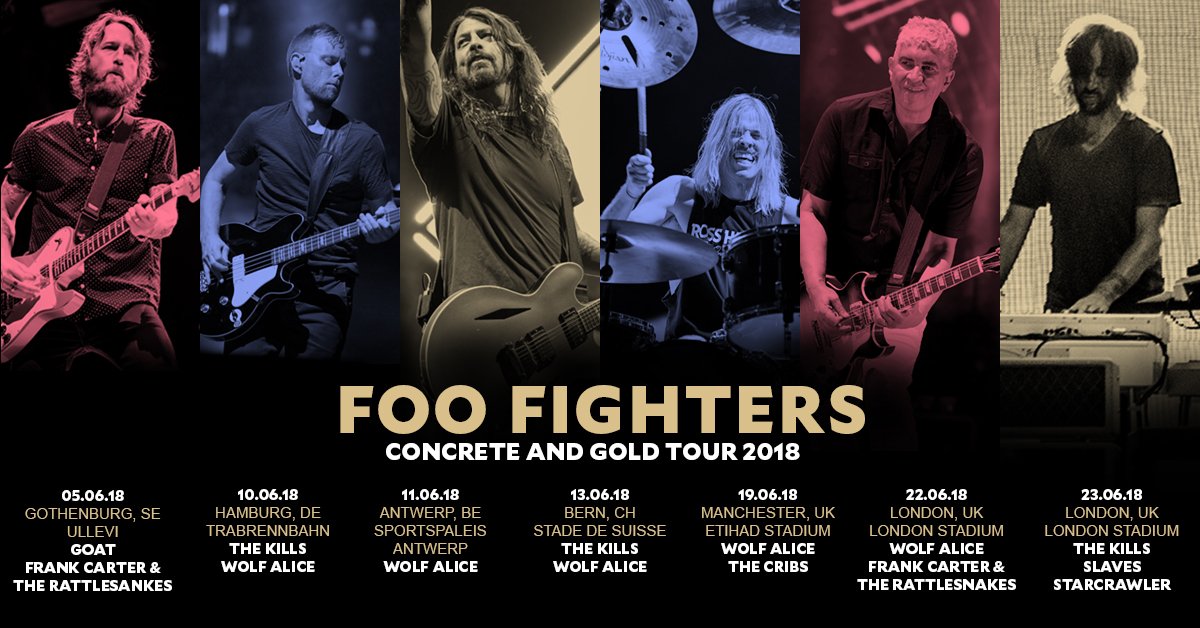 ROSS H
FOO FIGHTERS
CONCRETE AND GOLD TOUR 2018
05.06.18
GOTHENBURG, SE
ULLEVI
GOAT
FRANK CARTER &
THE RATTLESANKES
10.06.18
HAMBURG, DE
TRABRENNBAHN
THE KILLS
WOLF ALICE
11.06.18
ANTWERP, BE
SPORTSPALEIS
ANTWERP
WOLF ALICE
13.06.18
BERN, CH
STADE DE SUISSE
THE KILLS
WOLF ALICE
19.06.18
MANCHESTER, UK
ETIHAD STADIUM
WOLF ALICE
THE CRIBS
22.06.18
LONDON, UK
LONDON STADIUM
WOLF ALICE
FRANK CARTER &
THE RATTLESNAKES
23.06.18
LONDON, UK
LONDON STADIUM
THE KILLS
SLAVES
STARCRAWLER